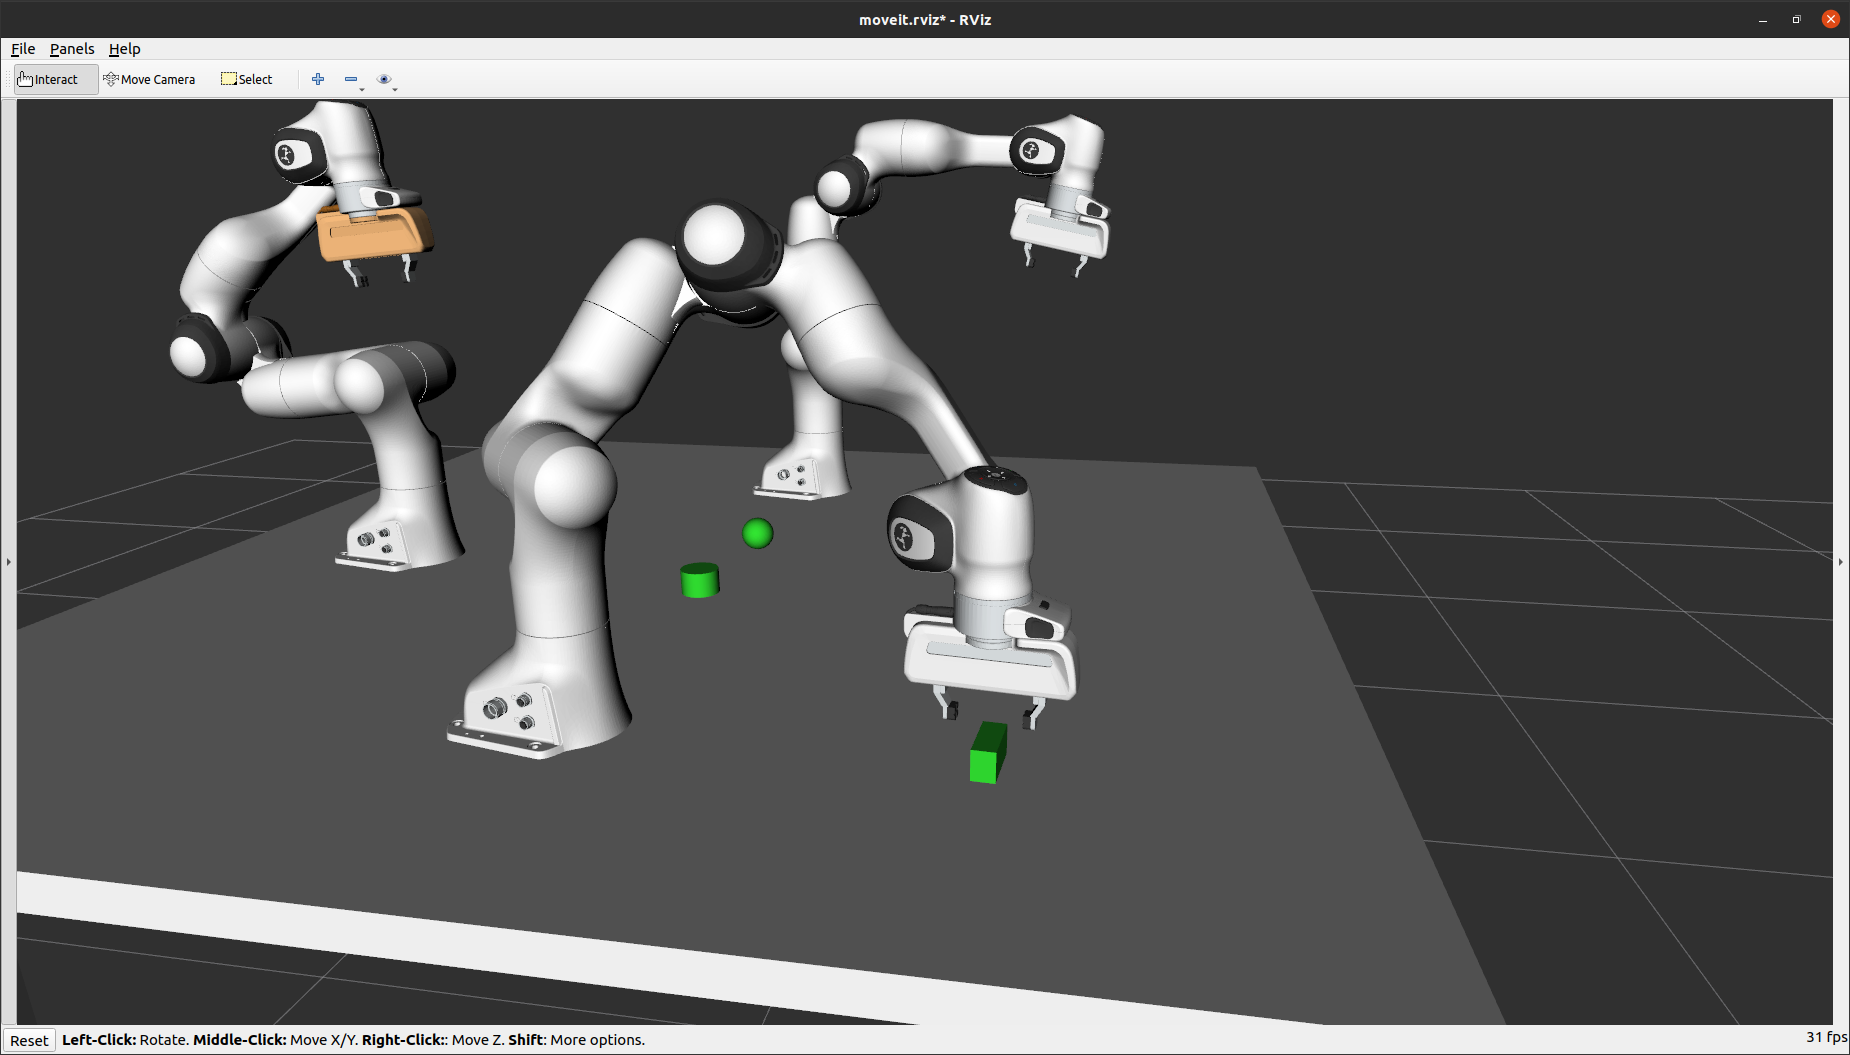 moveit.rviz* - RViz
File Panels Help
Interact Move Camera Select
Reset Left-Click: Rotate. Middle-Click: Move X/Y. Right-Click:: Move Z. Shift: More options. 31 fps